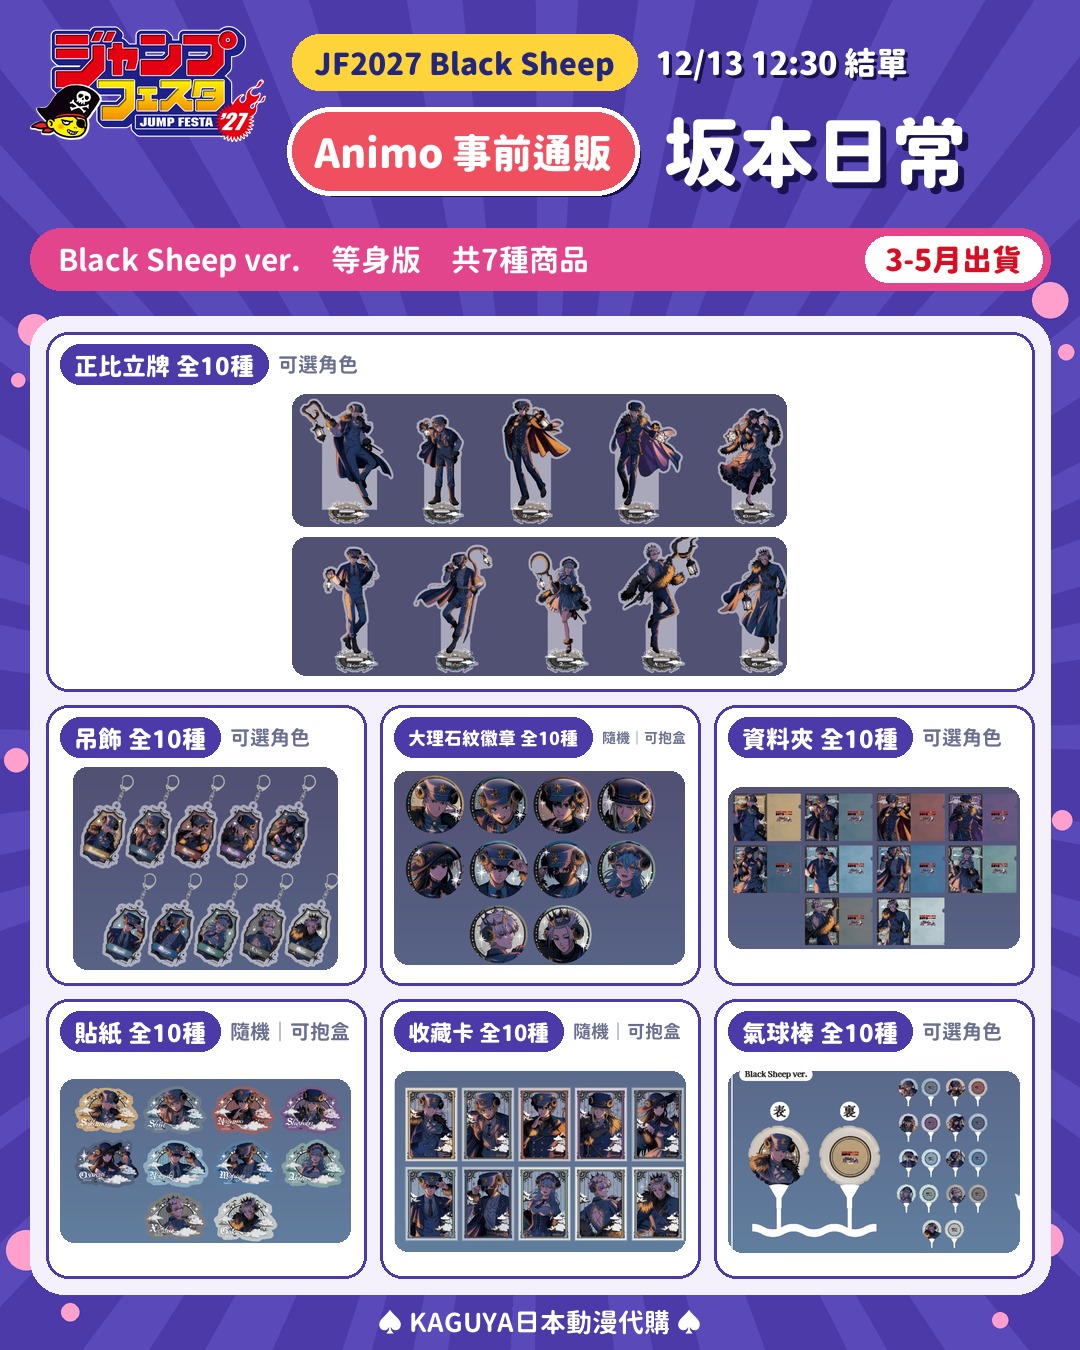 ジャンプ
フェスタ
JUMP FESTA '27
JF2027 Black Sheep
12/13 12:30 結單
Animo 事前通販
坂本日常
Black Sheep ver. 等身版 共7種商品
3-5月出貨
正比立牌 全10種 可選角色
吊飾 全10種 可選角色
大理石紋徽章 全10種 隨機｜可抱盒
資料夾 全10種 可選角色
貼紙 全10種 隨機｜可抱盒
收藏卡 全10種 隨機｜可抱盒
氣球棒 全10種 可選角色
Black Sheep ver.
表
裏
♠ KAGUYA日本動漫代購 ♠